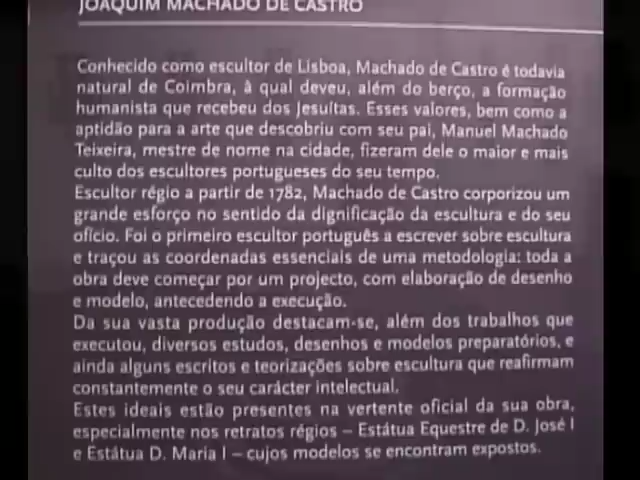 JOAQUIM MACHADO DE CASTRO
Conhecido como escultor de Lisboa, Machado de Castro é todavia
natural de Coimbra, à qual deveu, além do berço, a formação
humanista que recebeu dos Jesuítas. Esses valores, bem como a
aptidão para a arte que descobriu com seu pai, Manuel Machado
Teixeira, mestre de nome na cidade, fizeram dele o maior e mais
culto dos escultores portugueses do seu tempo.
Escultor régio a partir de 1782, Machado de Castro corporizou um
grande esforço no sentido da dignificação da escultura e do seu
ofício. Foi o primeiro escultor português a escrever sobre escultura
e traçou as coordenadas essenciais de uma metodologia: toda a
obra deve começar por um projecto, com elaboração de desenho
e modelo, antecedendo a execução.
Da sua vasta produção destacam-se, além dos trabalhos que
executou, diversos estudos, desenhos e modelos preparatórios, e
ainda alguns escritos e teorizações sobre escultura que reafirmam
constantemente o seu carácter intelectual.
Estes ideais estão presentes na vertente oficial da sua obra,
especialmente nos retratos régios – Estátua Equestre de D. José I
e Estátua D. Maria I – cujos modelos se encontram expostos.